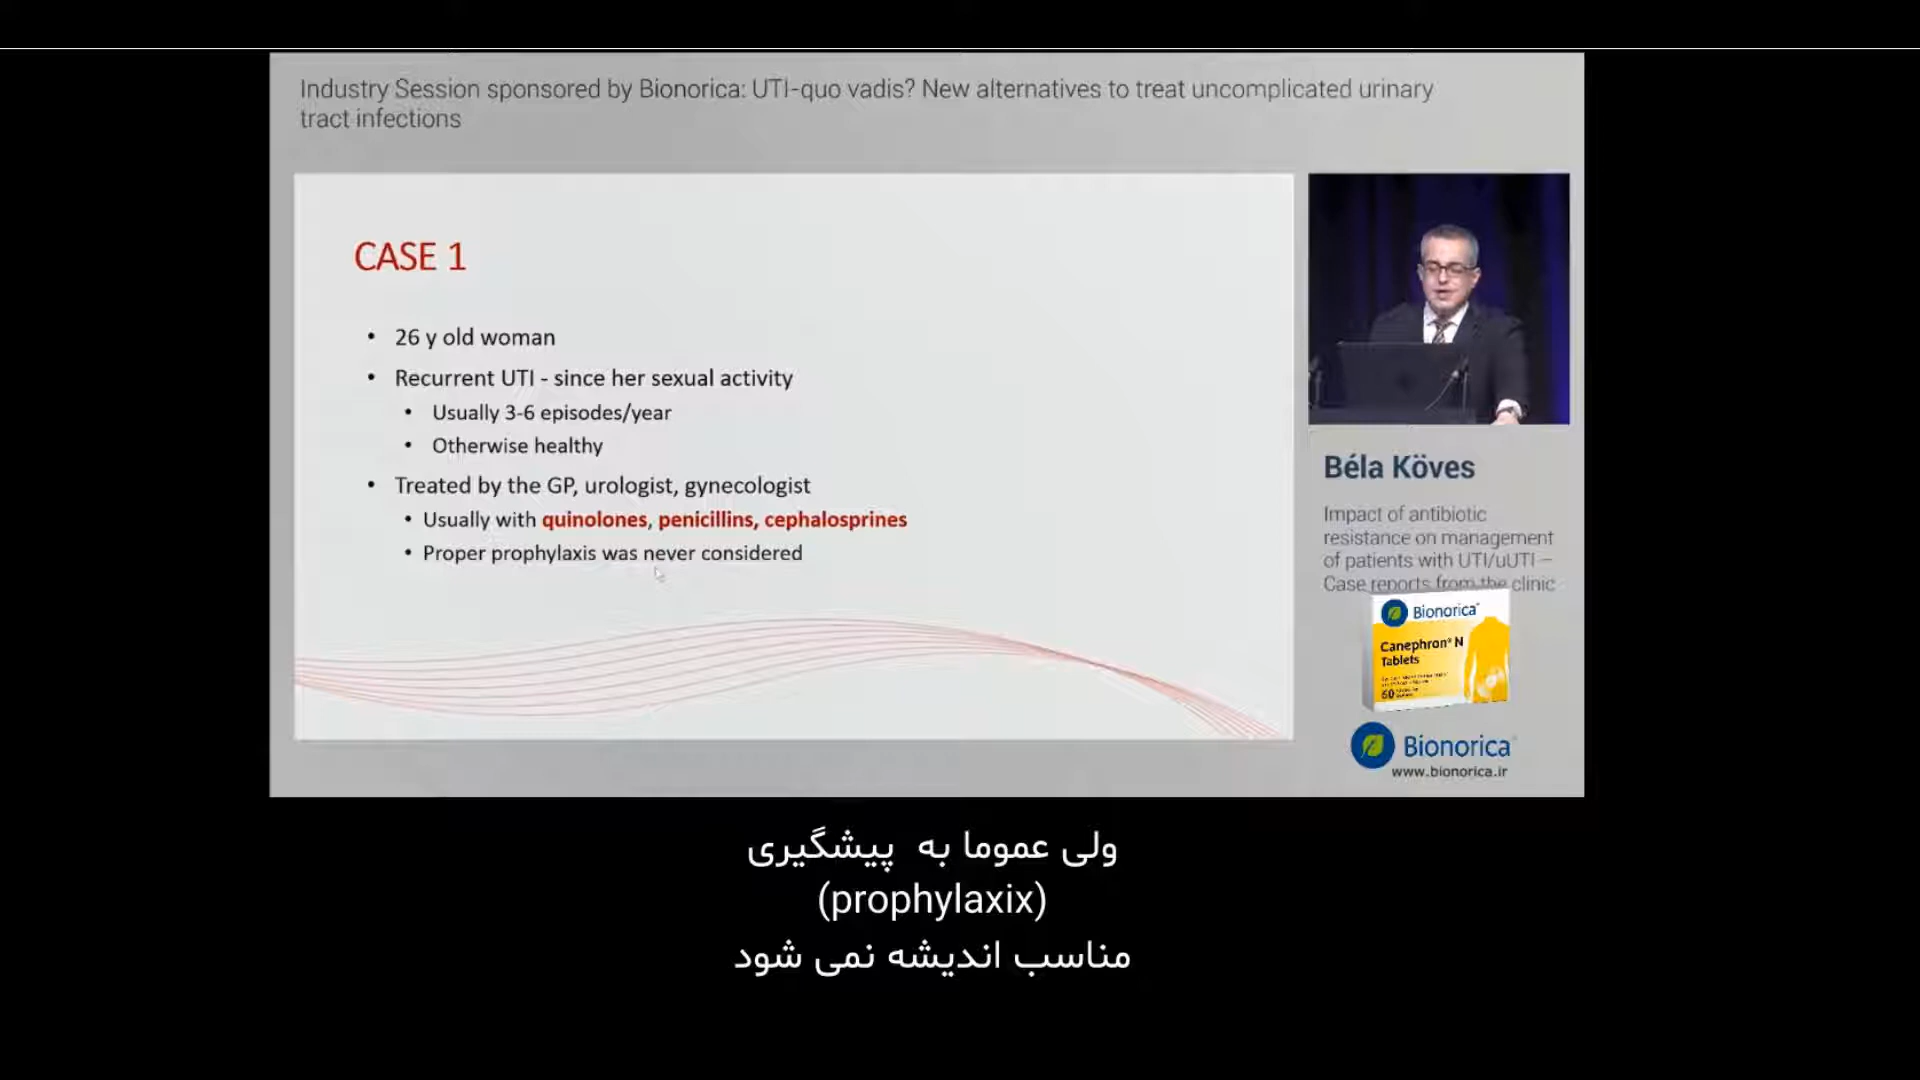 Industry Session sponsored by Bionorica: UTI-quo vadis? New alternatives to treat uncomplicated urinary
tract infections
CASE 1
• 26 y old woman
• Recurrent UTI - since her sexual activity
• Usually 3-6 episodes/year
• Otherwise healthy
• Treated by the GP, urologist, gynecologist
• Usually with quinolones, penicillins, cephalosprines
• Proper prophylaxis was never considered
Béla Köves
Impact of antibiotic
resistance on management
of patients with UTI/uUTI –
Case reports from the clinic
Bionorica®
Canephron® N
Tablets
60
Bionorica®
www.bionorica.ir
ولی عموما به پیشگیری
(prophylaxix)
مناسب اندیشه نمی شود